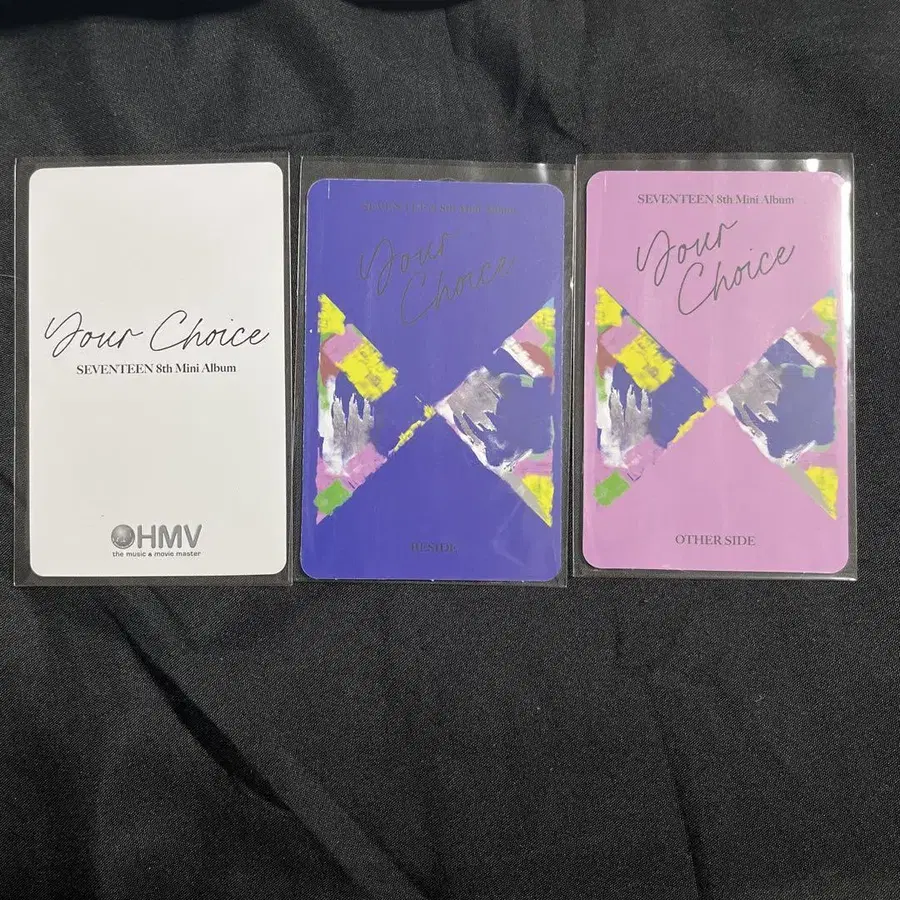 Your Choice
SEVENTEEN 8th Mini Album
HMV
the music & movie master
SEVENTEEN 8th Mini Album
Your
Choice
BESIDE
SEVENTEEN 8th Mini Album
Your
Choice
OTHER SIDE